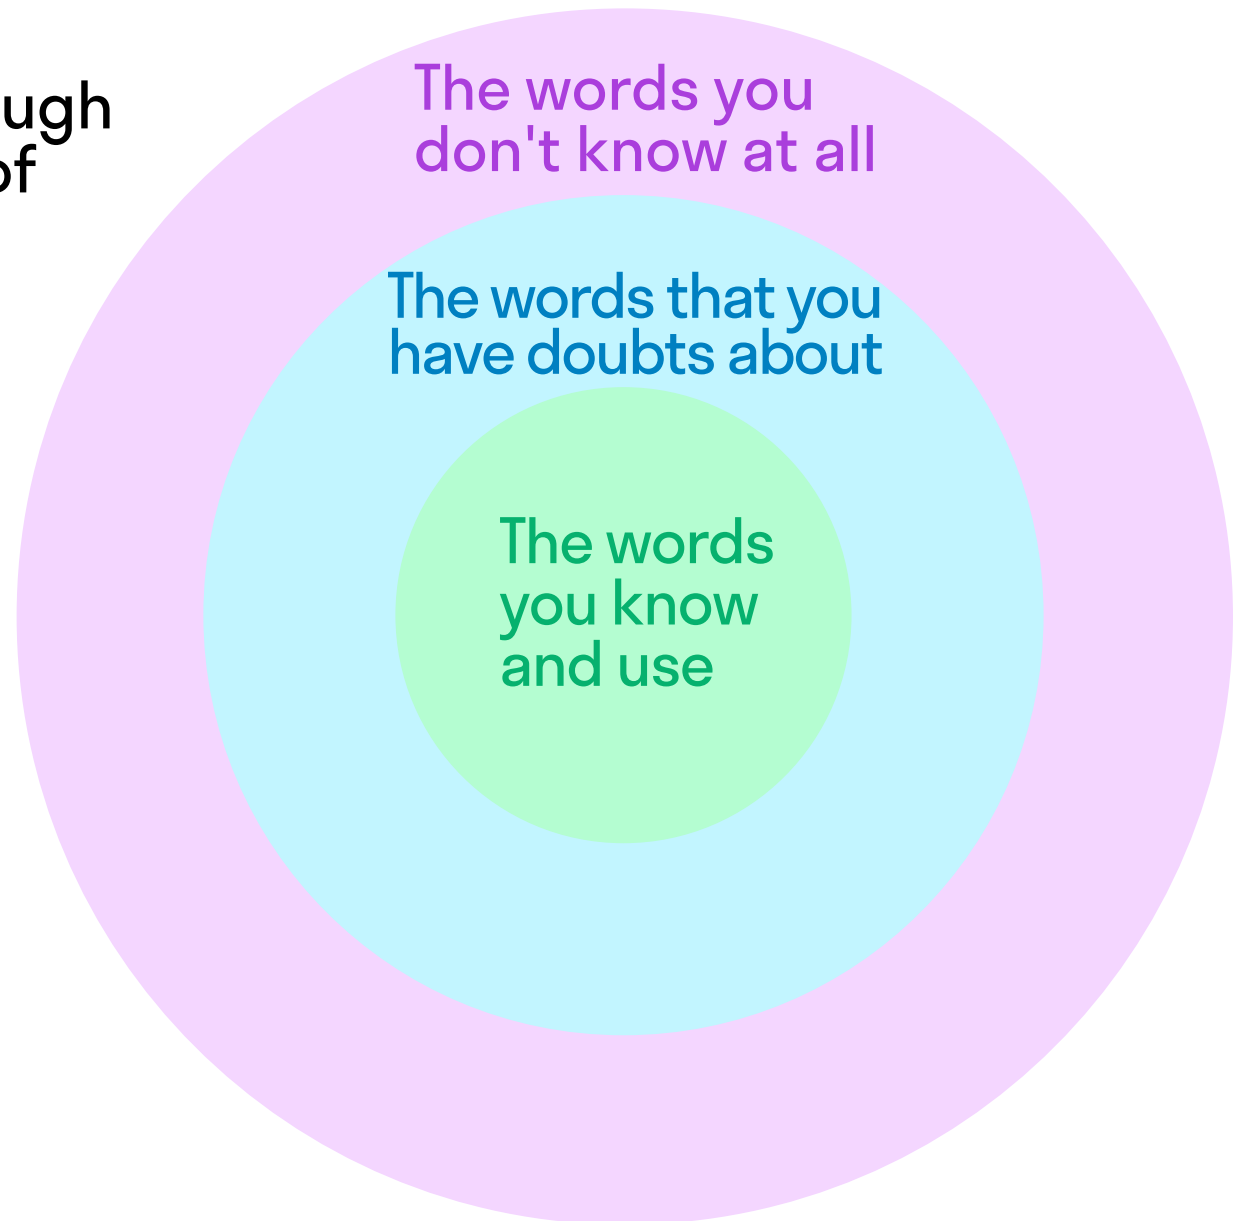 ugh
of
The words you
don't know at all
The words that you
have doubts about
The words
you know
and use